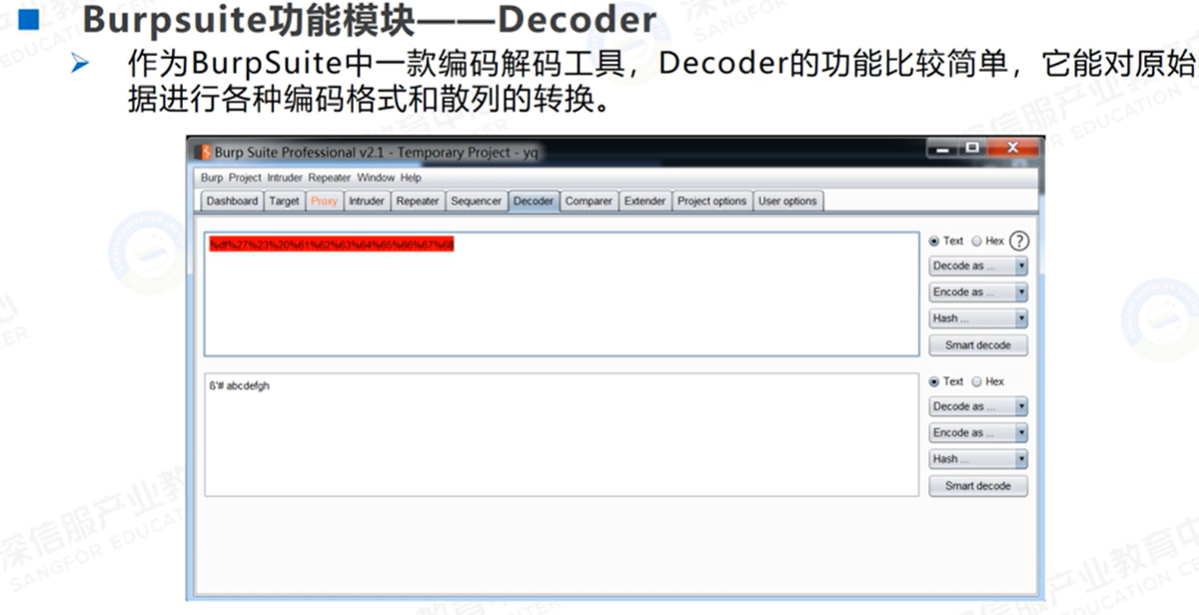 Burpsuite功能模块——Decoder
作为BurpSuite中一款编码解码工具，Decoder的功能比较简单，它能对原始
据进行各种编码格式和散列的转换。
Burp Suite Professional v2.1 - Temporary Project - yq
Burp Project Intruder Repeater Window Help
Dashboard Target Proxy Intruder Repeater Sequencer Decoder Comparer Extender Project options User options
%df%27%23%20%61%62%63%64%65%66%67%68
Text Hex ?
Decode as ...
Encode as ...
Hash ...
Smart decode
ß'# abcdefgh
Text Hex
Decode as ...
Encode as ...
Hash ...
Smart decode
深信服产业教育中
SANGFOR EDUCATION CE